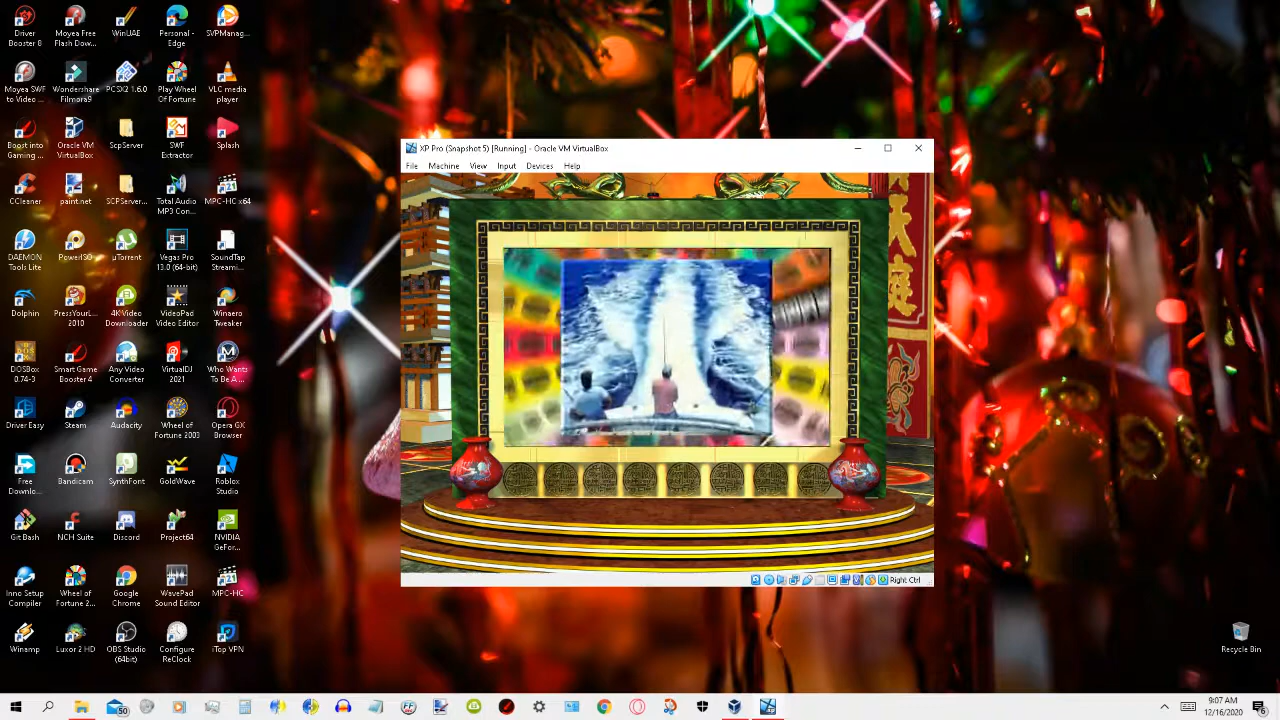 Driver
Booster 8
Moyea Free
Flash Dow...
WinUAE
Personal -
Edge
SVPManag...
Moyea SWF
to Video ...
Wondershare
Filmora9
PCSX2 1.6.0
Play Wheel
Of Fortune
VLC media
player
Boost into
Gaming ...
Oracle VM
VirtualBox
ScpServer
SWF
Extractor
Splash
CCleaner
paint.net
SCPServer...
Total Audio
MP3 Con...
MPC-HC x64
DAEMON
Tools Lite
PowerISO
µTorrent
Vegas Pro
13.0 (64-bit)
SoundTap
Streami...
Dolphin
PressYourL...
2010
4K Video
Downloader
VideoPad
Video Editor
Winaero
Tweaker
DOSBox
0.74-3
Smart Game
Booster 4
Any Video
Converter
VirtualDJ
2021
Who Wants
To Be A ...
Driver Easy
Steam
Audacity
Wheel of
Fortune 2003
Opera GX
Browser
Free
Downlo...
Bandicam
SynthFont
GoldWave
Roblox
Studio
Git Bash
NCH Suite
Discord
Project64
NVIDIA
GeFor...
Inno Setup
Compiler
Wheel of
Fortune 2...
Google
Chrome
WavePad
Sound Editor
MPC-HC
Winamp
Luxor 2 HD
OBS Studio
(64bit)
Configure
ReClock
iTop VPN
XP Pro (Snapshot 5) [Running] - Oracle VM VirtualBox
File Machine View Input Devices Help
庭
Right Ctrl
Recycle Bin
50
9:07 AM
12/16/2020
6